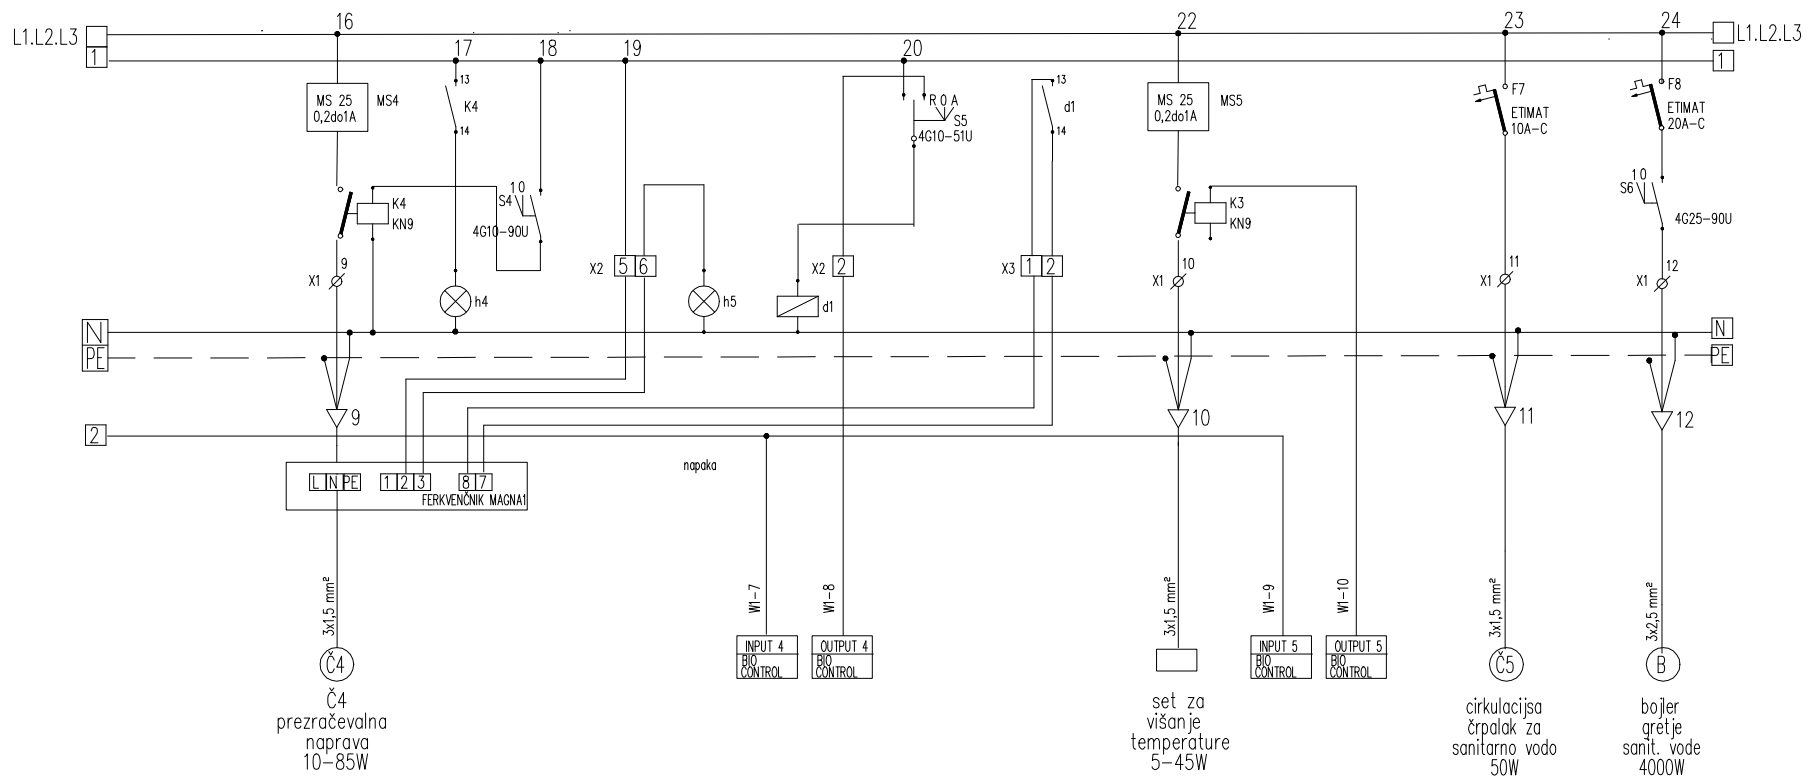 16
22
23
24
L1.L2.L3
L1.L2.L3
17
18
19
20
1
1
MS 25
0,2do1A
MS4
13
K4
14
R O A
S5
4G10-51U
13
d1
14
MS 25
0,2do1A
MS5
F7
ETIMAT
10A-C
F8
ETIMAT
20A-C
K4
KN9
1 0
S4
4G10-90U
K3
KN9
1 0
S6
4G25-90U
9
X1
h4
X2
5
6
h5
d1
X2
2
X3
1
2
10
X1
11
X1
12
X1
N
N
PE
PE
9
10
11
12
2
napaka
L
N
PE
1
2
3
8
7
FERKVENČNIK MAGNA1
3x1,5 mm²
W1-7
W1-8
3x1,5 mm²
W1-9
W1-10
3x1,5 mm²
3x2,5 mm²
INPUT 4
BIO
CONTROL
OUTPUT 4
BIO
CONTROL
INPUT 5
BIO
CONTROL
OUTPUT 5
BIO
CONTROL
Č4
Č5
B
Č4
prezračevalna
naprava
10-85W
set za
višanje
temperature
5-45W
cirkulacijsa
črpalak za
sanitarno vodo
50W
bojler
gretje
sanit. vode
4000W